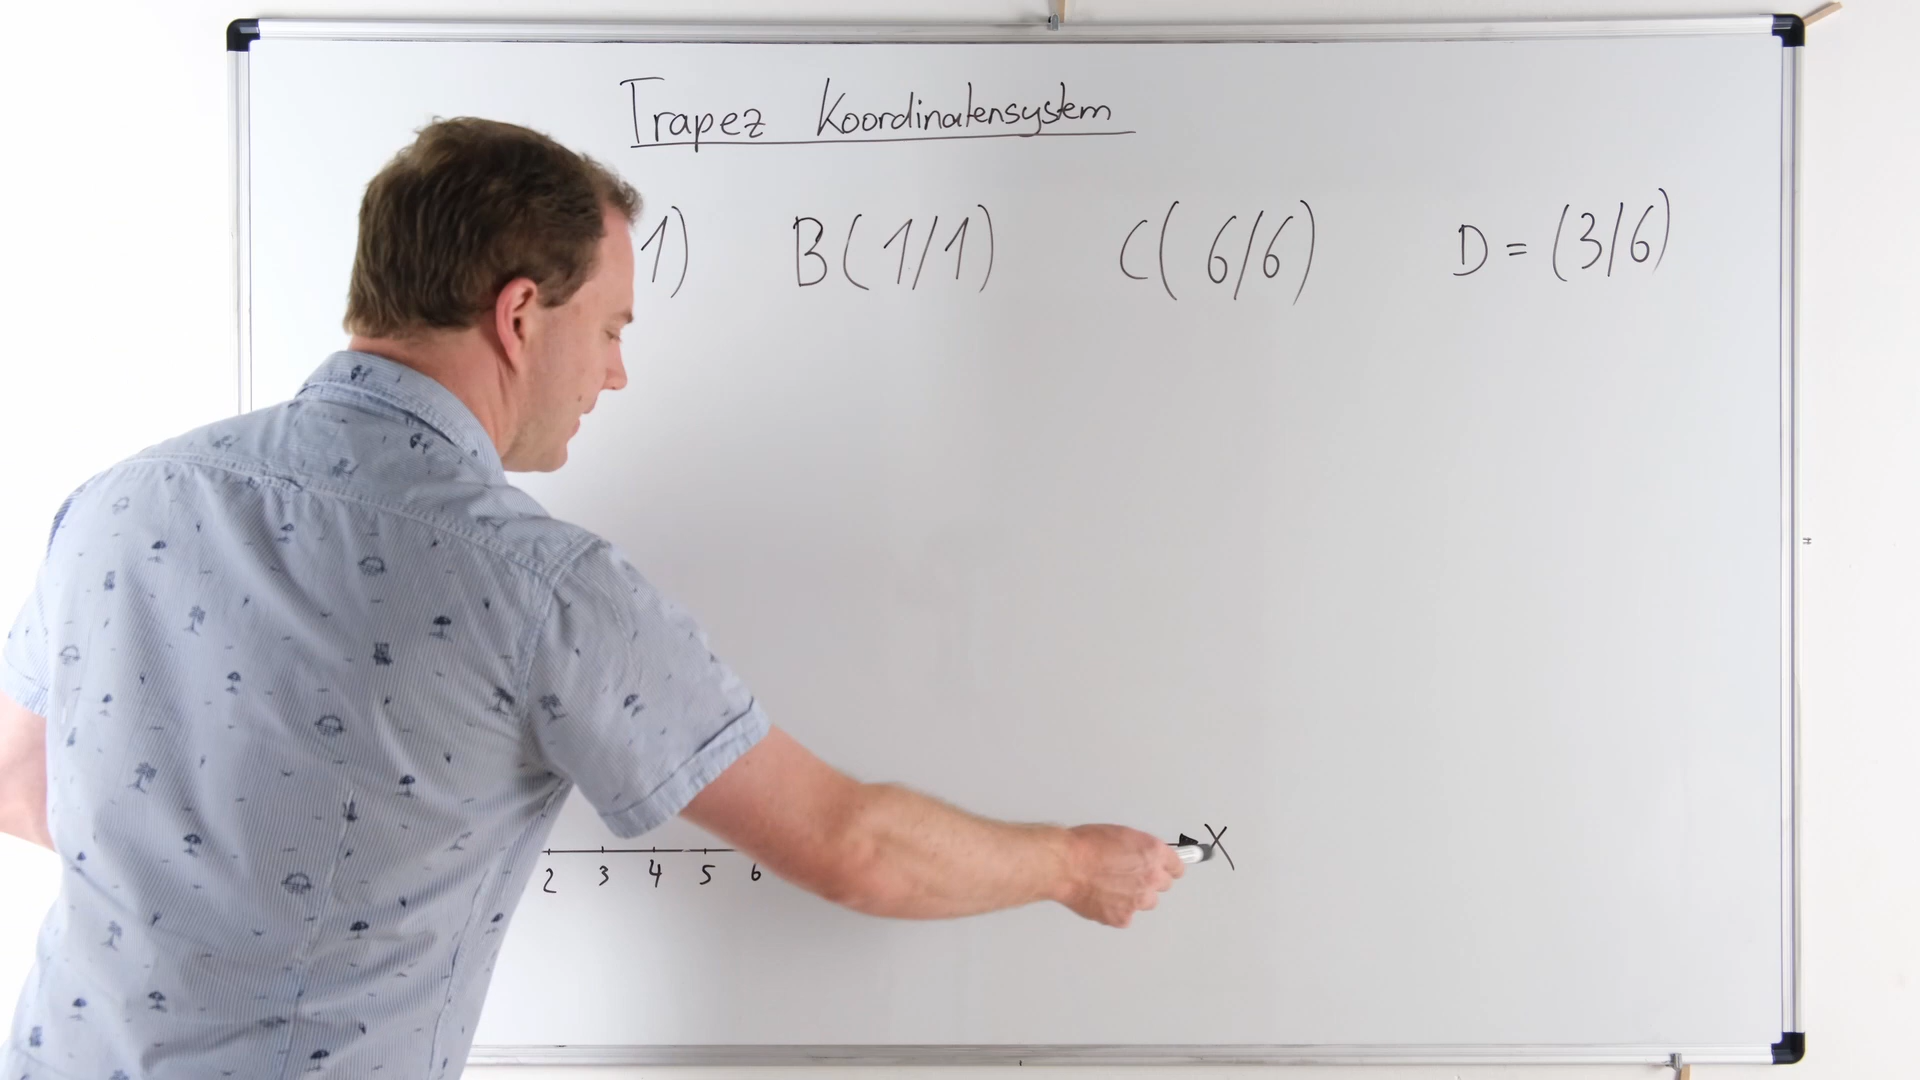 Trapez Koordinatensystem
1) B(1/1) C(6/6) D=(3/6)
X
2 3 4 5 6